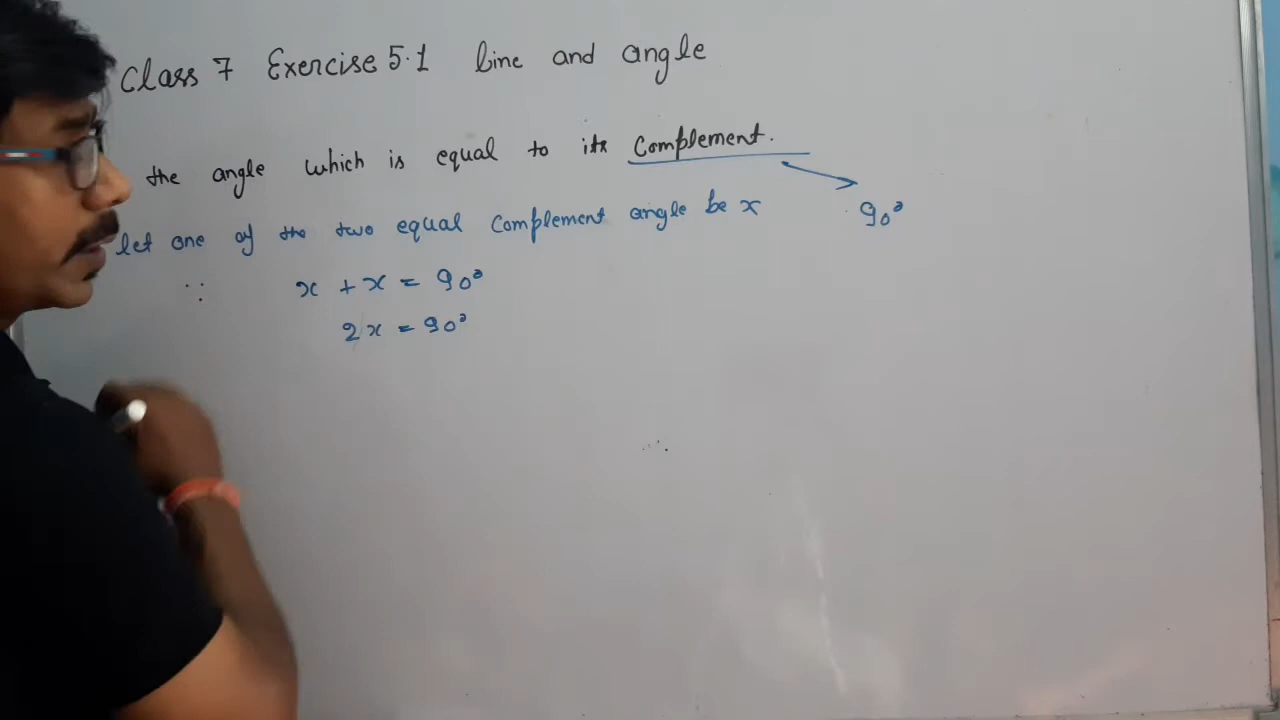 Class 7 Exercise 5.1 line and angle
the angle which is equal to its Complement.
let one of the two equal Complement angle be x 90°
∵ x + x = 90°
2x = 90°